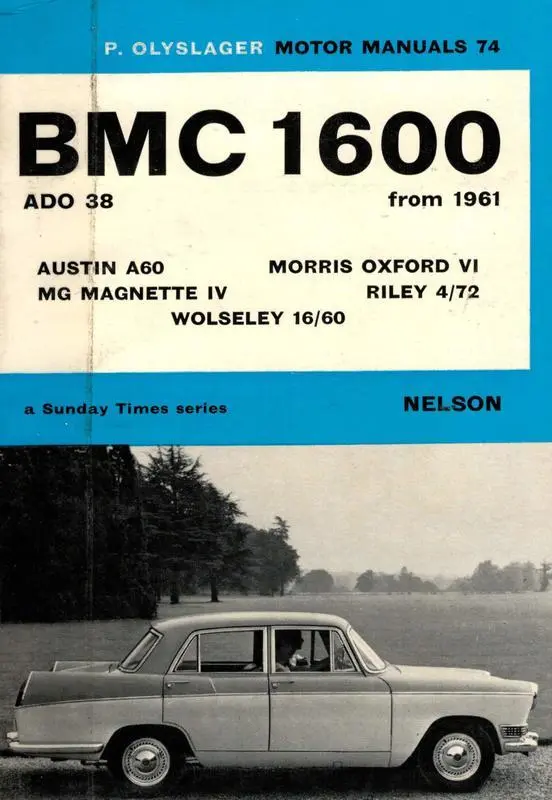 P. OLYSLAGER MOTOR MANUALS 74
BMC 1600
ADO 38 from 1961
AUSTIN A60 MORRIS OXFORD VI
MG MAGNETTE IV RILEY 4/72
WOLSELEY 16/60
a Sunday Times series NELSON